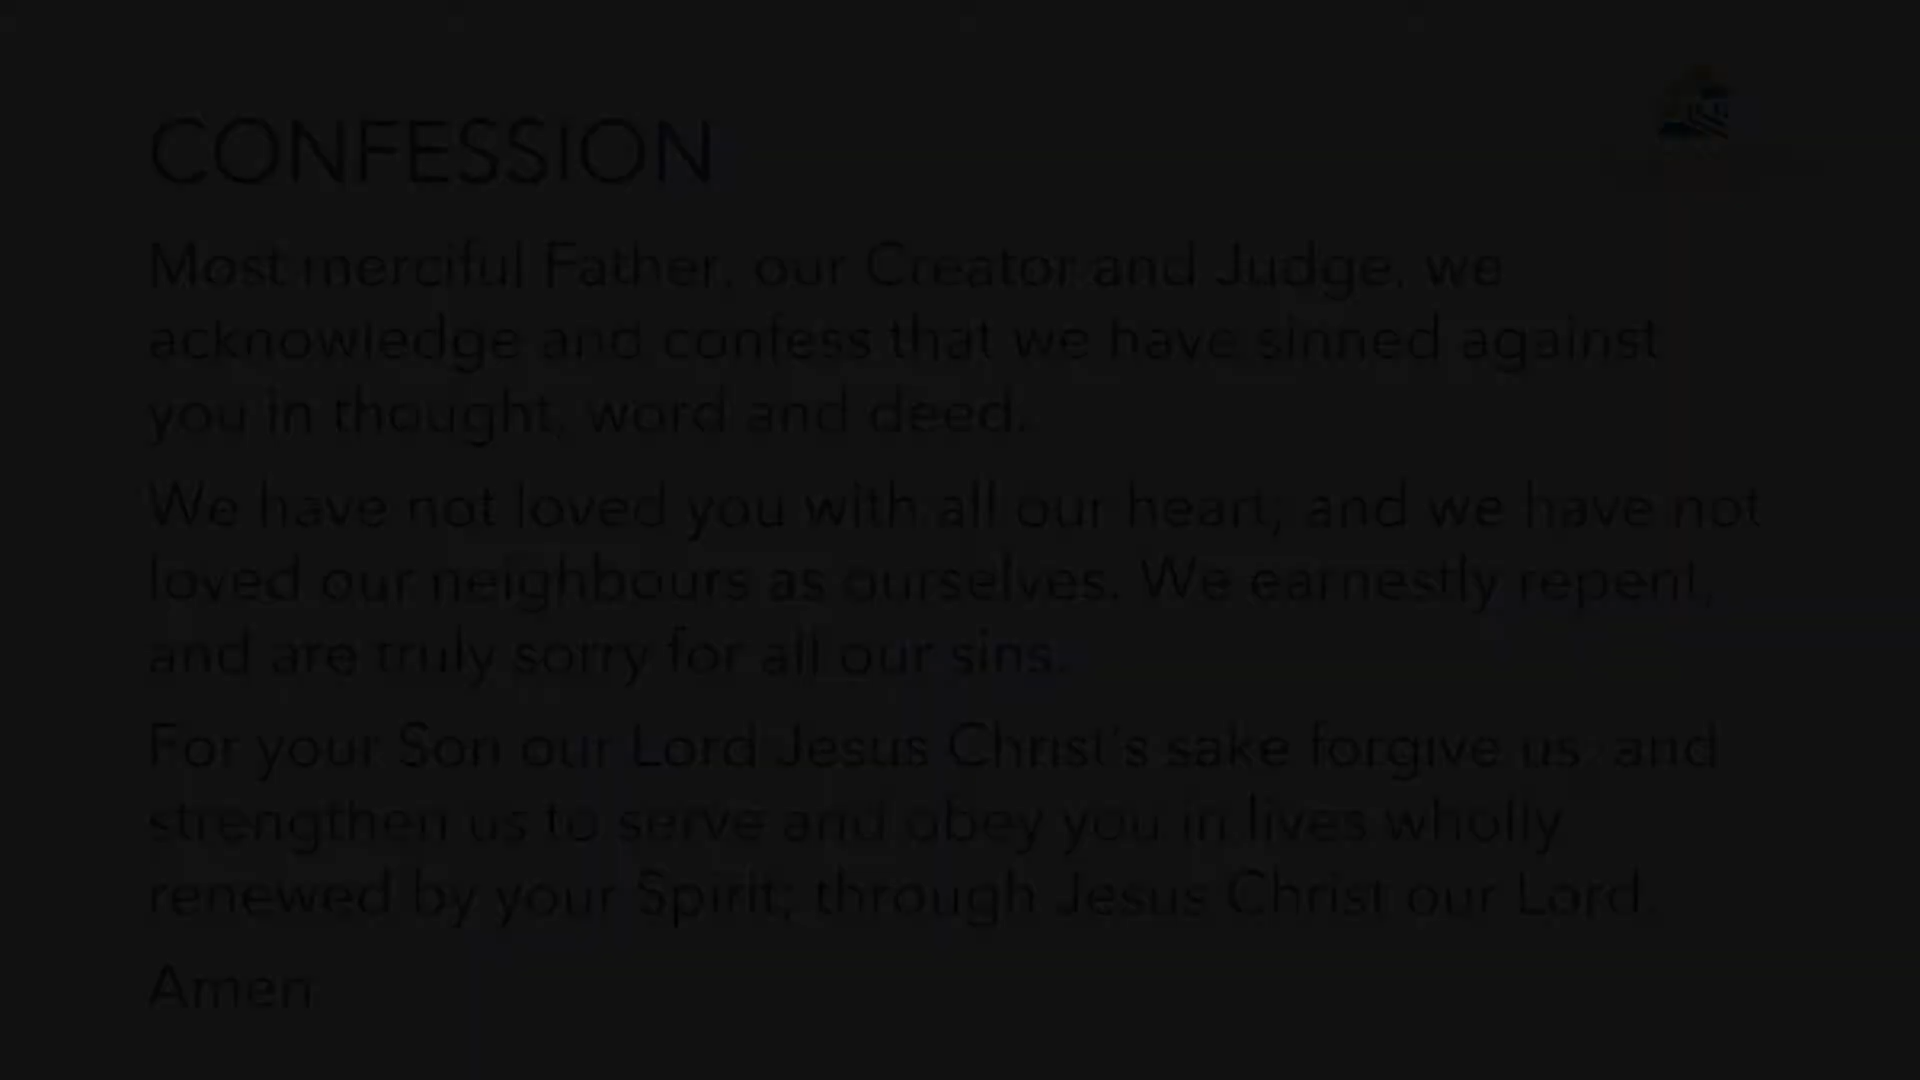 CONFESSION
Most merciful Father, our Creator and Judge, we
acknowledge and confess that we have sinned against
you in thought, word and deed.
We have not loved you with all our heart, and we have not
loved our neighbours as ourselves. We earnestly repent,
and are truly sorry for all our sins.
For your Son our Lord Jesus Christ's sake forgive us, and
strengthen us to serve and obey you in lives wholly
renewed by your Spirit; through Jesus Christ our Lord.
Amen